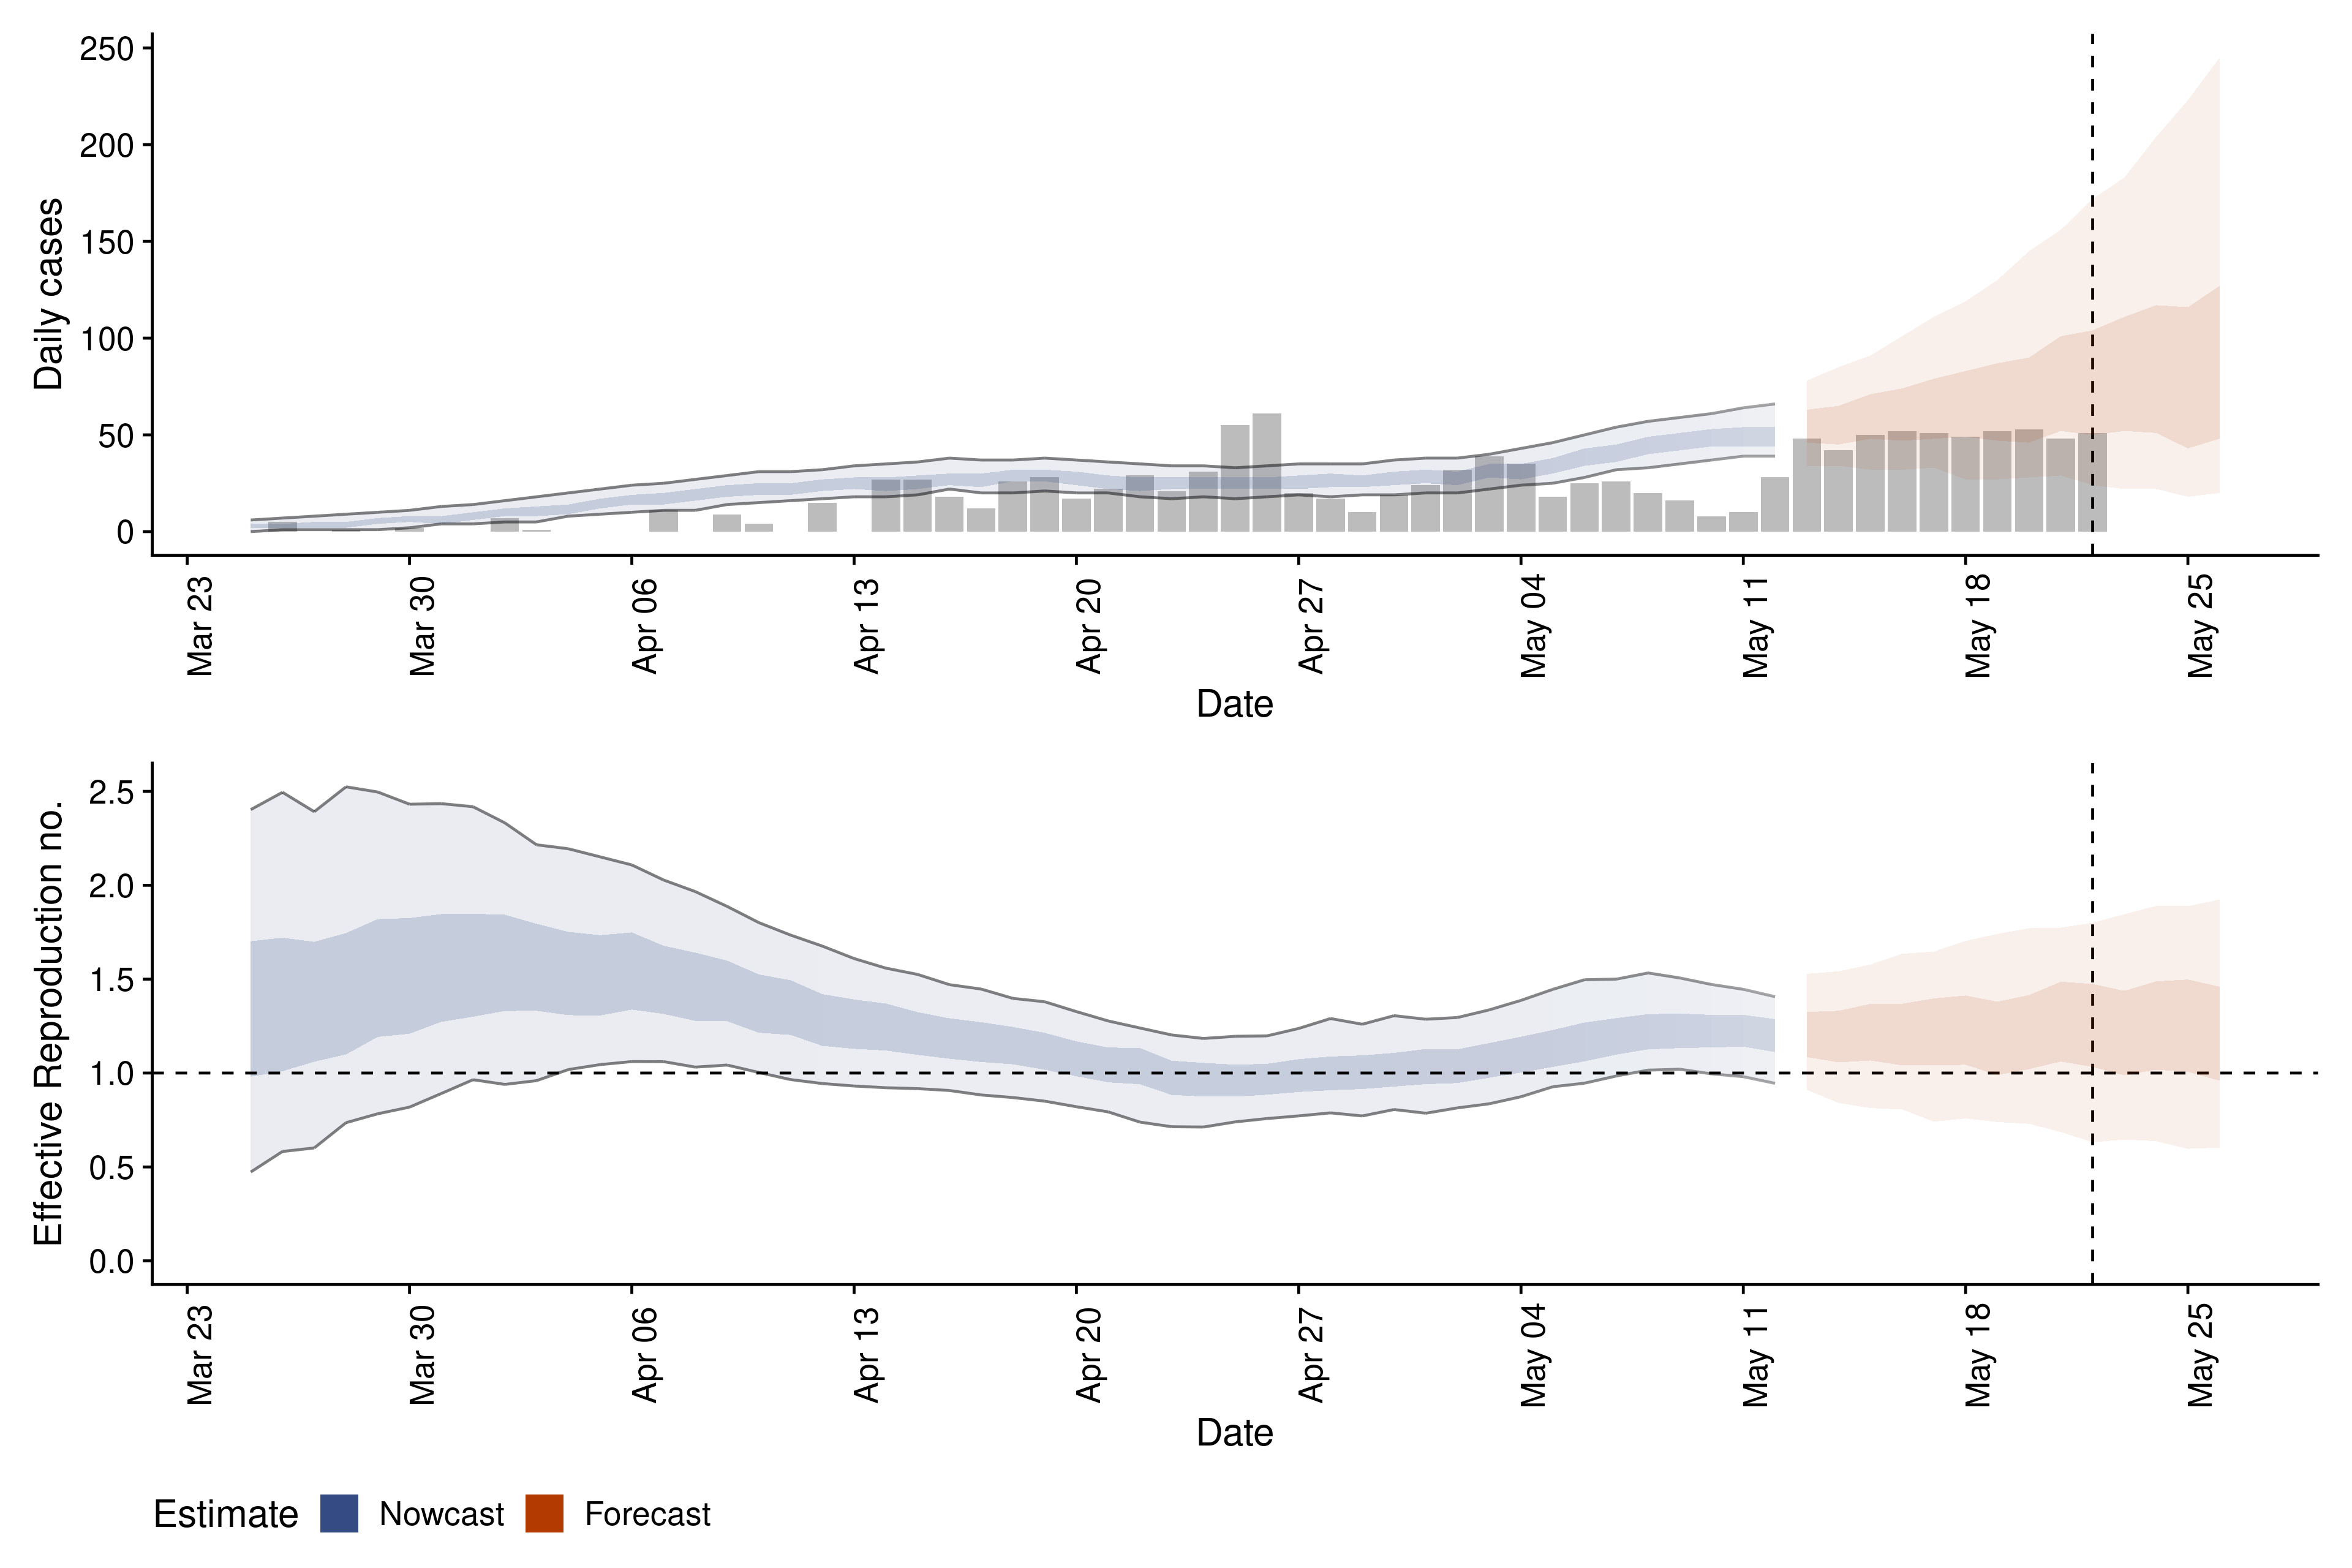 250
200
150
100
50
0
Daily cases
Mar 23 Mar 30 Apr 06 Apr 13 Apr 20 Apr 27 May 04 May 11 May 18 May 25
Date
2.5
2.0
1.5
1.0
0.5
0.0
Effective Reproduction no.
Mar 23 Mar 30 Apr 06 Apr 13 Apr 20 Apr 27 May 04 May 11 May 18 May 25
Date
Estimate Nowcast Forecast